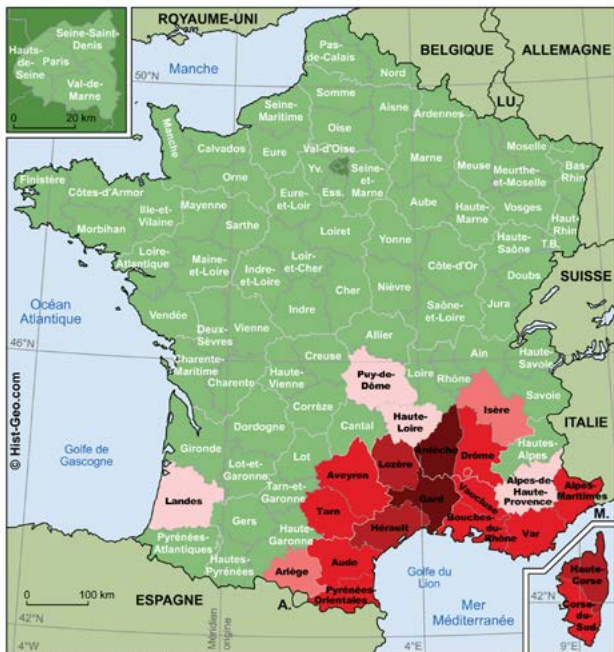 ROYAUME-UNI
BELGIQUE
ALLEMAGNE
Seine-Saint-
Denis
Hauts-
de-
Seine
Paris
Val-de-
Marne
0 20 km
Manche
50°N
LU.
Pas-
de-Calais
Nord
Somme
Aisne
Ardennes
Seine-
Maritime
Oise
Manche
Calvados
Eure
Val-d'Oise
Yv.
Ess.
Seine-
et-
Marne
Marne
Meuse
Moselle
Meurthe-
et-Moselle
Bas-
Rhin
Finistère
Côtes-d'Armor
Orne
Eure-
et-Loir
Aube
Haute-
Marne
Vosges
Haut-
Rhin
Ille-et-
Vilaine
Mayenne
Morbihan
Sarthe
Loiret
Yonne
Haute-
Saône
T.B.
Loire-
Atlantique
Maine-
et-Loire
Indre-
et-Loire
Loir-
et-Cher
Côte-d'Or
Doubs
Cher
Nièvre
SUISSE
Océan
Atlantique
Vendée
Deux-
Sèvres
Vienne
Indre
Saône-
et-Loire
Jura
46°N
Allier
Charente-
Maritime
Charente
Haute-
Vienne
Creuse
Puy-de-
Dôme
Loire
Rhône
Ain
Haute-
Savoie
Savoie
Corrèze
Haute-
Loire
Isère
ITALIE
© Hist-Geo.com
Golfe de
Gascogne
Gironde
Dordogne
Cantal
Ardèche
Drôme
Hautes-
Alpes
Lot
Lozère
Lot-et-
Garonne
Aveyron
Landes
Tarn-et-
Garonne
Gard
Vaucluse
Alpes-de-
Haute-
Provence
Alpes-
Maritimes
M.
Tarn
Gers
Haute-
Garonne
Hérault
Bouches-
du-
Rhône
Var
Pyrénées-
Atlantiques
Hautes-
Pyrénées
Ariège
Aude
Golfe du
Lion
Pyrénées-
Orientales
Haute-
Corse
Corse-
du-
Sud
0 100 km
ESPAGNE
A.
Mer
Méditerranée
42°N
42°N
Méridien
origine
4°W
4°E
9°E